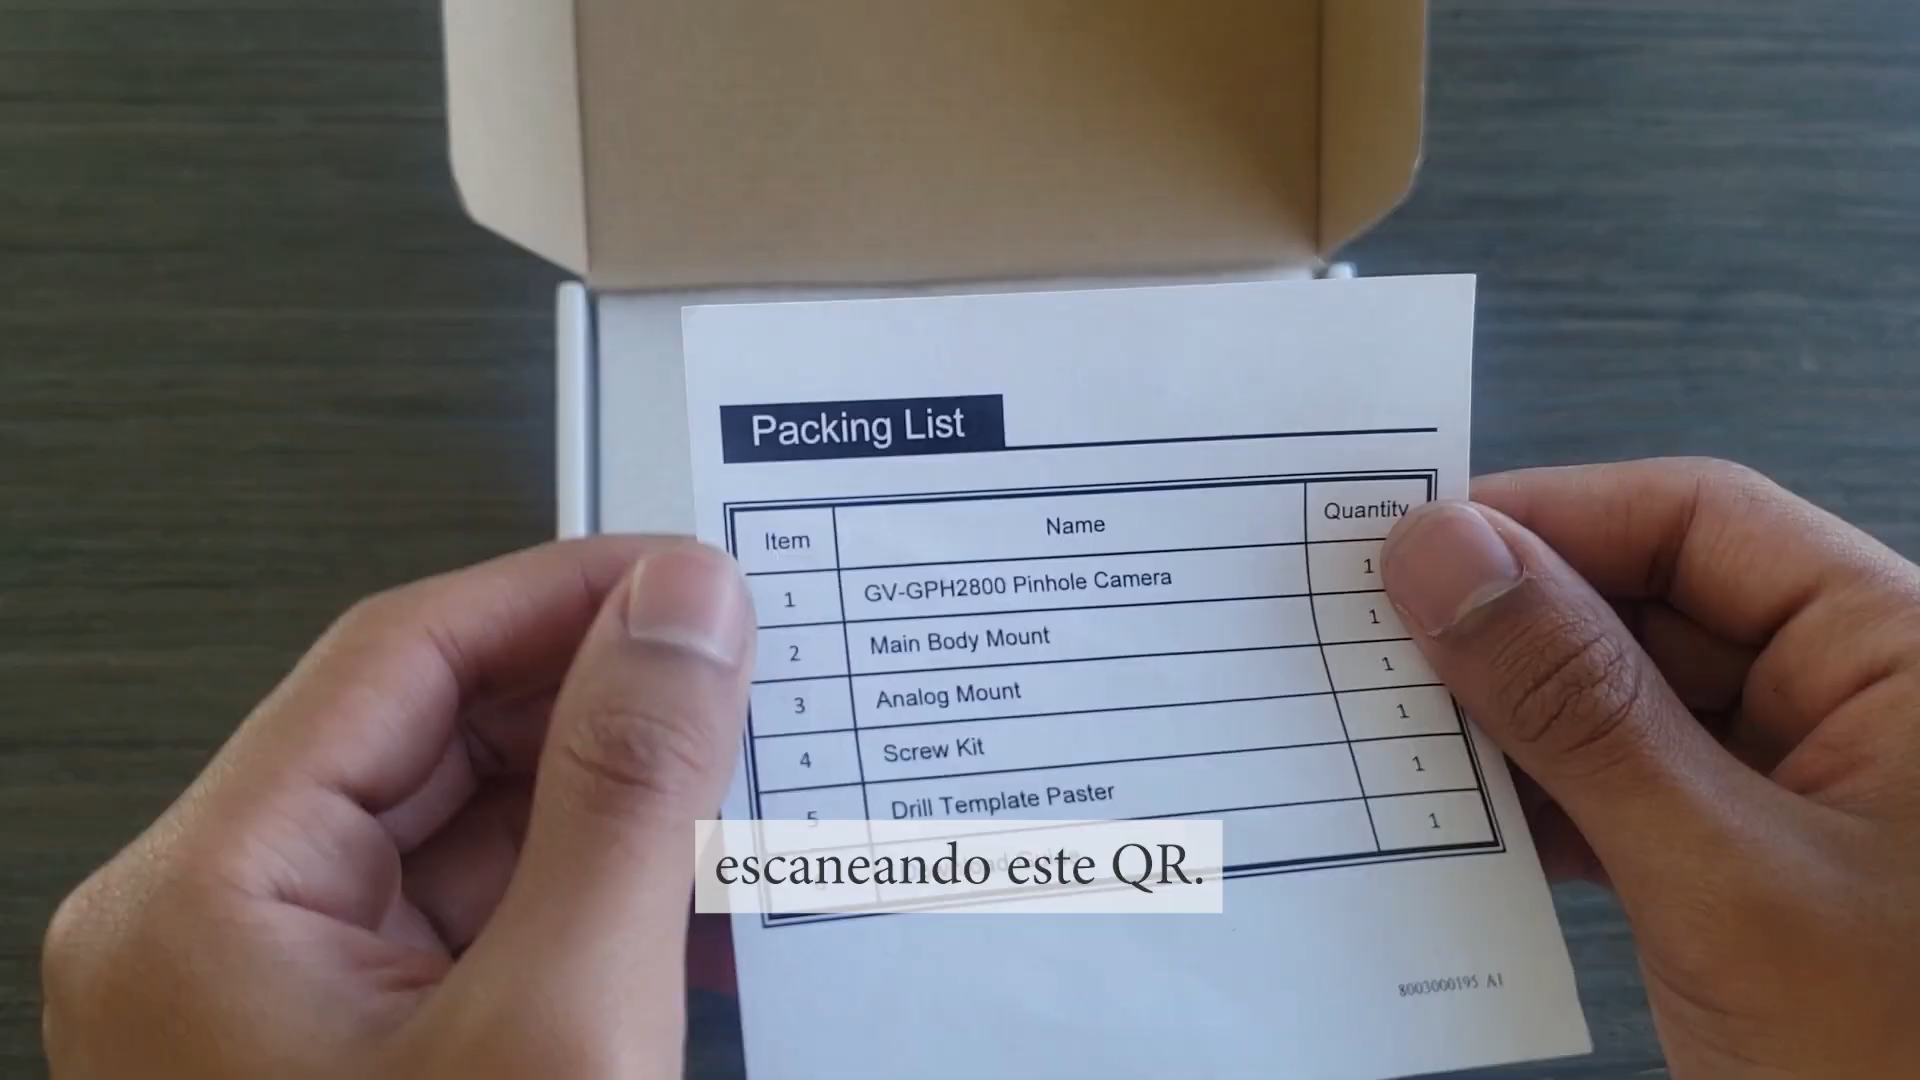 Packing List
Item Name Quantity
1 GV-GPH2800 Pinhole Camera 1
2 Main Body Mount 1
3 Analog Mount 1
4 Screw Kit 1
5 Drill Template Paster 1
1
escaneando este QR.
8003000195 A1